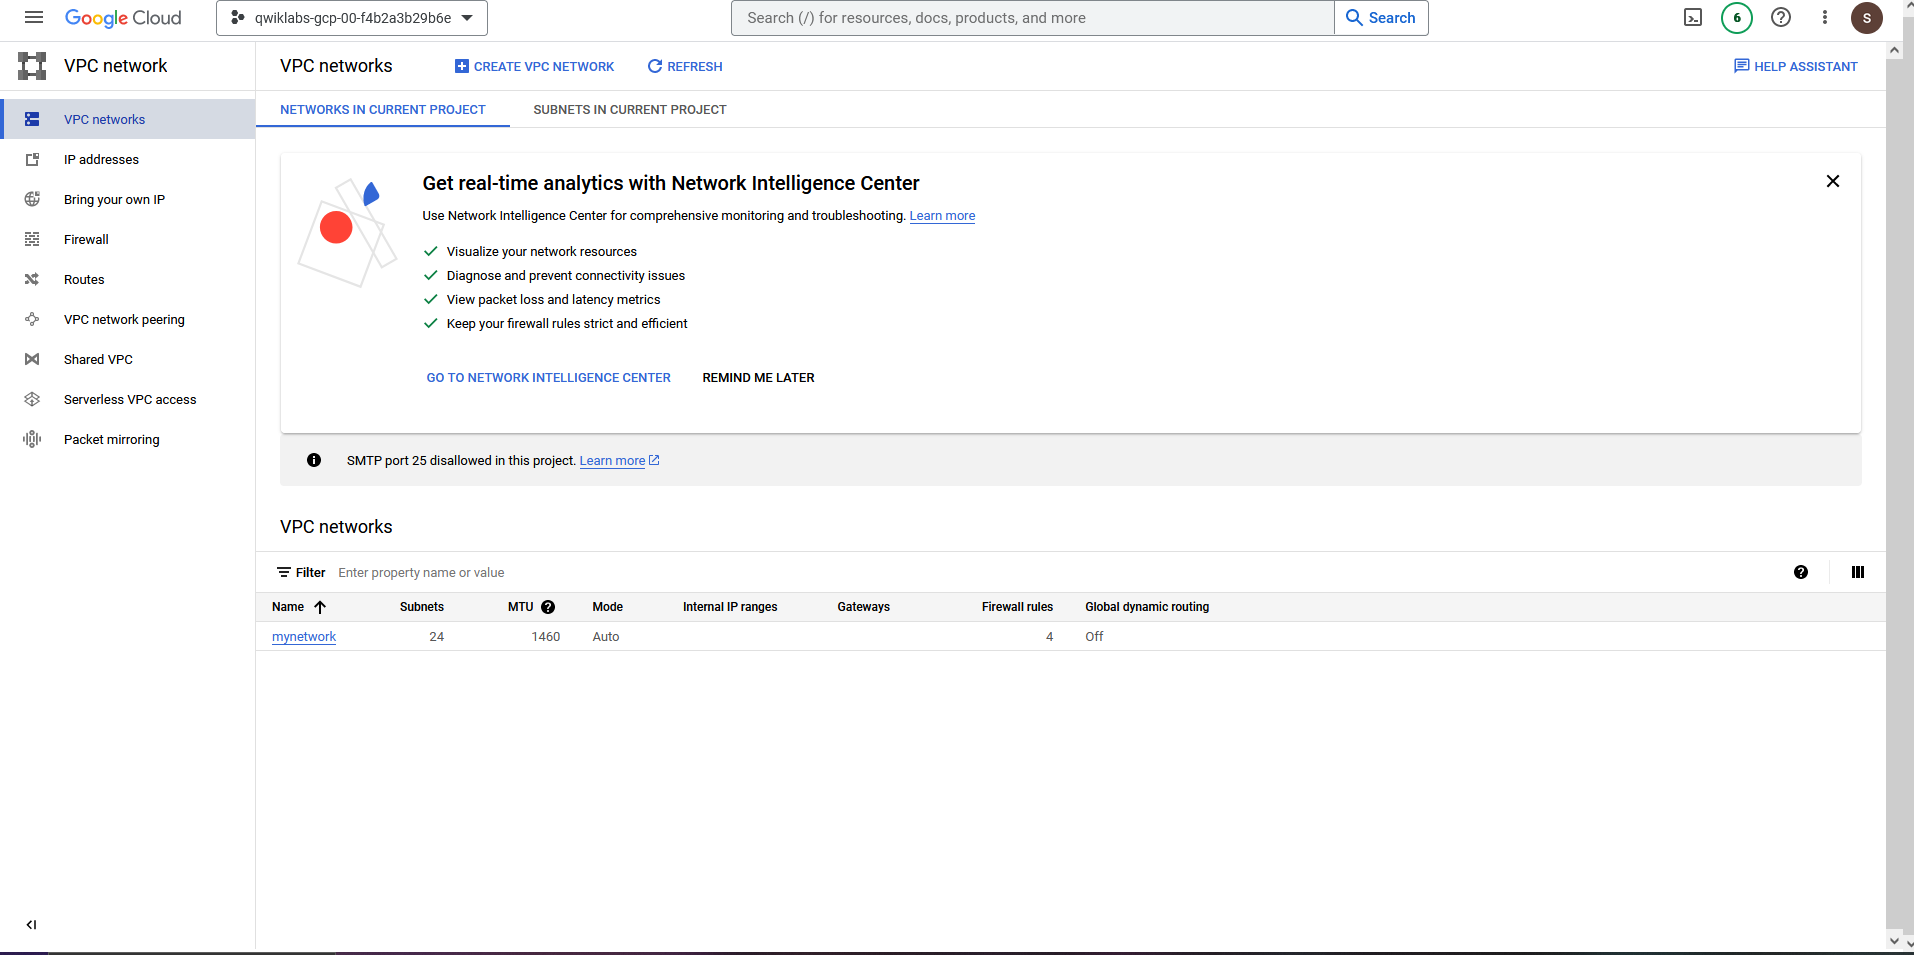 Google Cloud
qwiklabs-gcp-00-f4b2a3b29b6e
Search (/) for resources, docs, products, and more
Search
6
S
VPC network
VPC networks
IP addresses
Bring your own IP
Firewall
Routes
VPC network peering
Shared VPC
Serverless VPC access
Packet mirroring
VPC networks
CREATE VPC NETWORK
REFRESH
HELP ASSISTANT
NETWORKS IN CURRENT PROJECT
SUBNETS IN CURRENT PROJECT
Get real-time analytics with Network Intelligence Center
Use Network Intelligence Center for comprehensive monitoring and troubleshooting. Learn more
Visualize your network resources
Diagnose and prevent connectivity issues
View packet loss and latency metrics
Keep your firewall rules strict and efficient
GO TO NETWORK INTELLIGENCE CENTER
REMIND ME LATER
SMTP port 25 disallowed in this project. Learn more
VPC networks
Filter Enter property name or value
Name Subnets MTU Mode Internal IP ranges Gateways Firewall rules Global dynamic routing
mynetwork 24 1460 Auto 4 Off